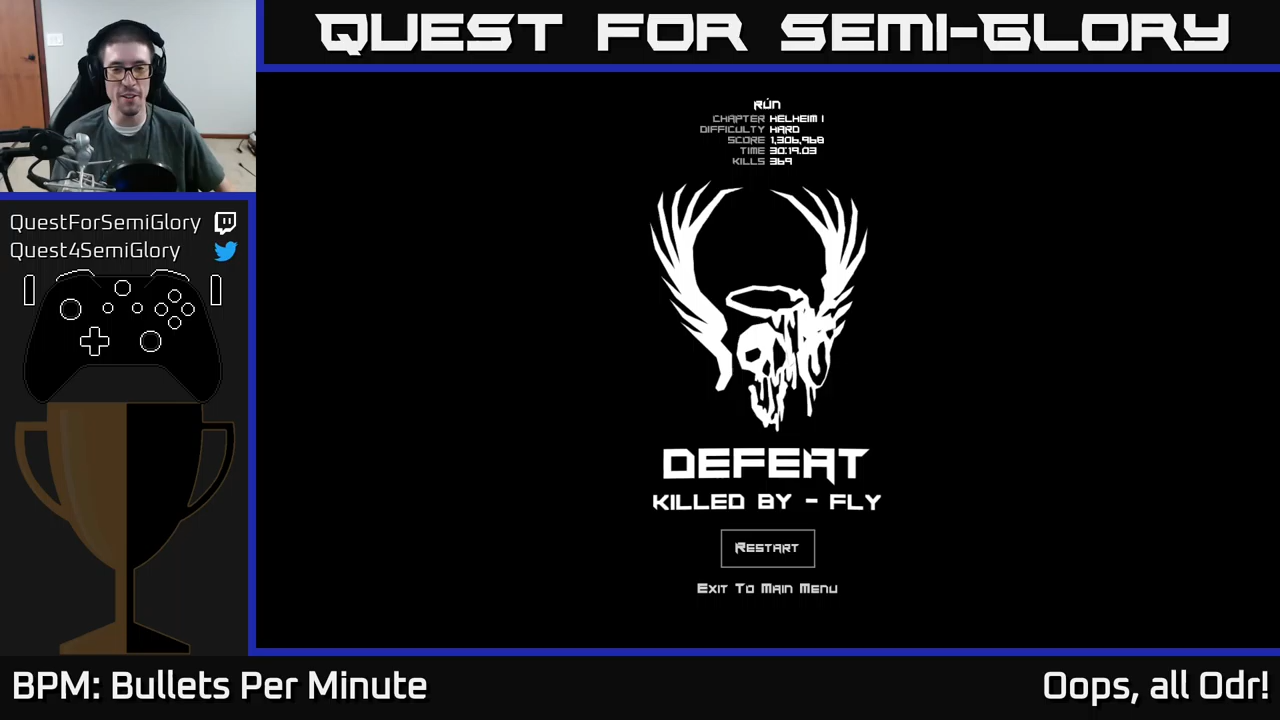 QUEST FOR SEMI-GLORY
RÚN
CHAPTER HELHEIM I
DIFFICULTY HARD
SCORE 1,306,968
TIME 30:19.03
KILLS 369
QuestForSemiGlory
Quest4SemiGlory
DEFEAT
KILLED BY - FLY
RESTART
EXIT TO MAIN MENU
BPM: Bullets Per Minute
Oops, all Odr!